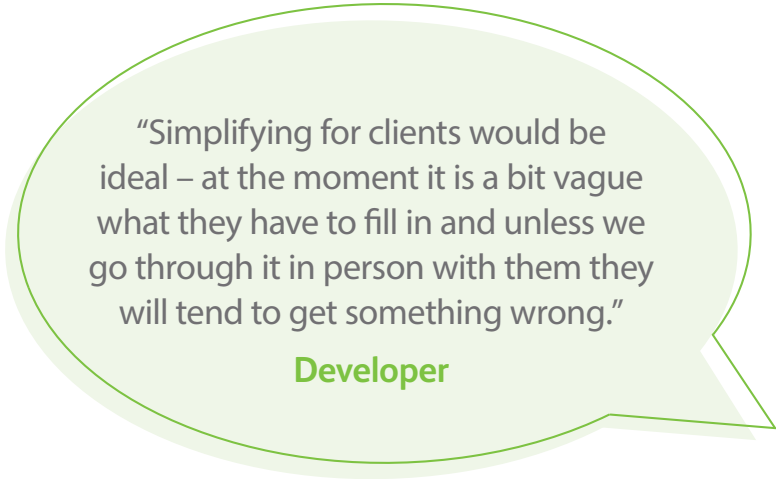 “Simplifying for clients would be
ideal – at the moment it is a bit vague
what they have to fill in and unless we
go through it in person with them they
will tend to get something wrong.”
Developer